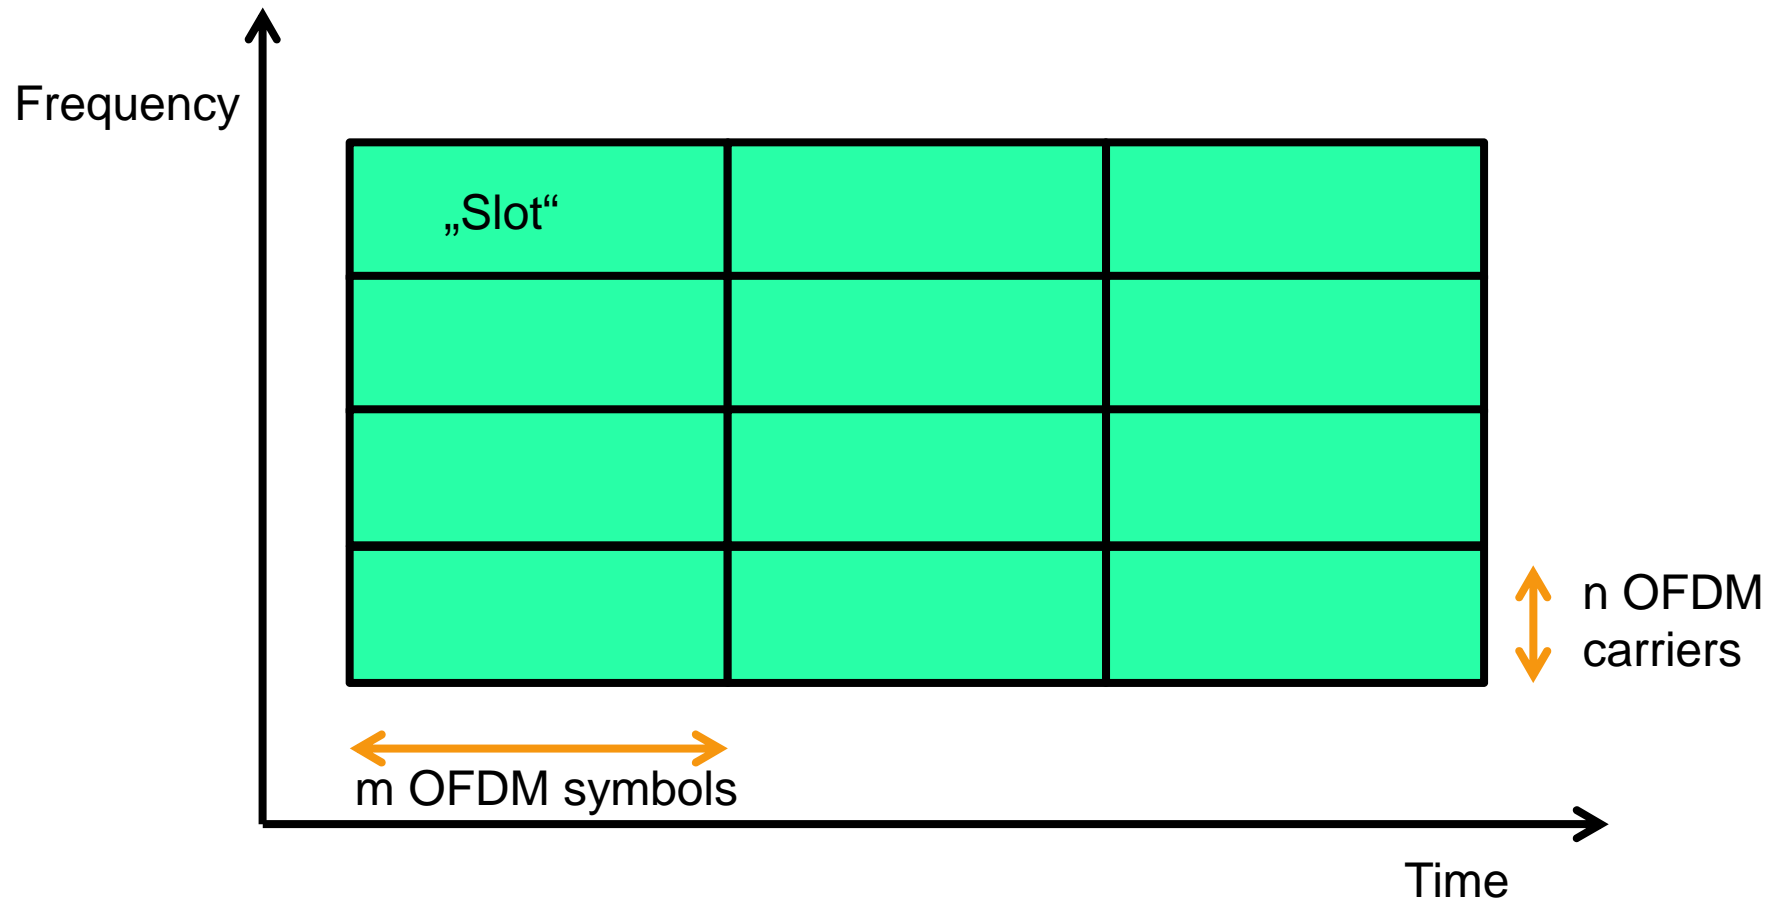 Frequency
„Slot“
n OFDM
carriers
m OFDM symbols
Time